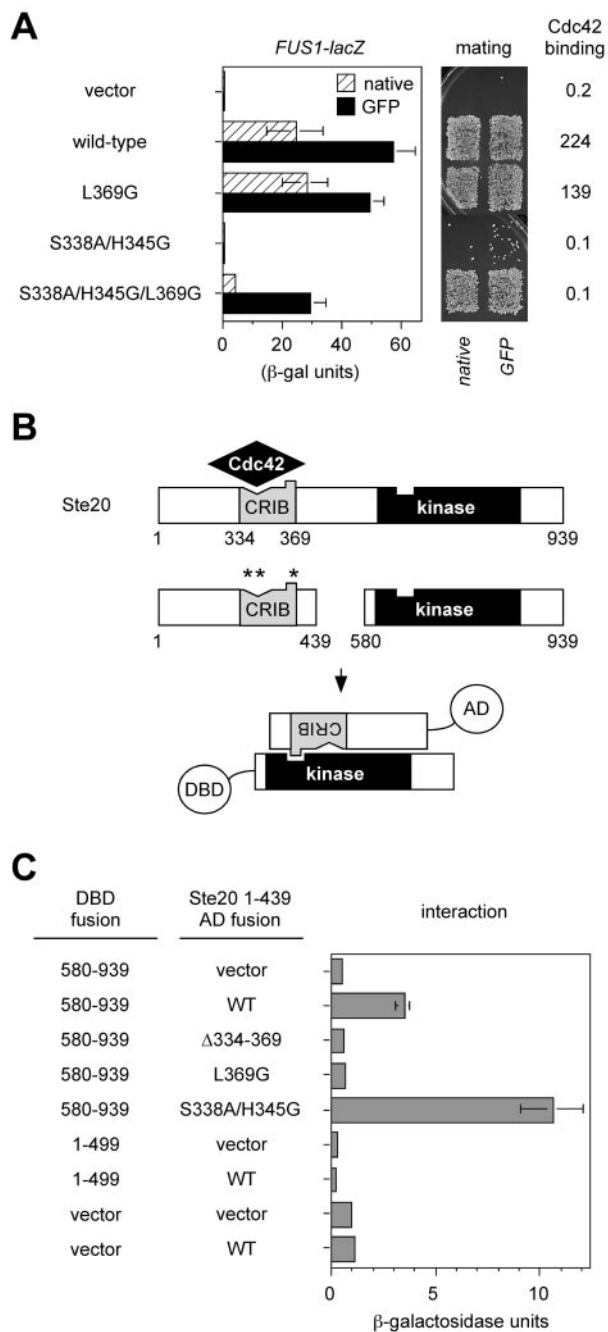 A
FUS1-lacZ
mating
Cdc42
binding
native
GFP
vector
0.2
wild-type
224
L369G
139
S338A/H345G
0.1
S338A/H345G/L369G
0.1
0 20 40 60
(β-gal units)
native
GFP
B
Cdc42
Ste20
CRIB
kinase
1 334 369 939
** *
CRIB
kinase
1 439 580 939
CRIB
AD
kinase
DBD
C
DBD
fusion
Ste20 1-439
AD fusion
interaction
580-939 vector
580-939 WT
580-939 Δ334-369
580-939 L369G
580-939 S338A/H345G
1-499 vector
1-499 WT
vector vector
vector WT
0 5 10
β-galactosidase units